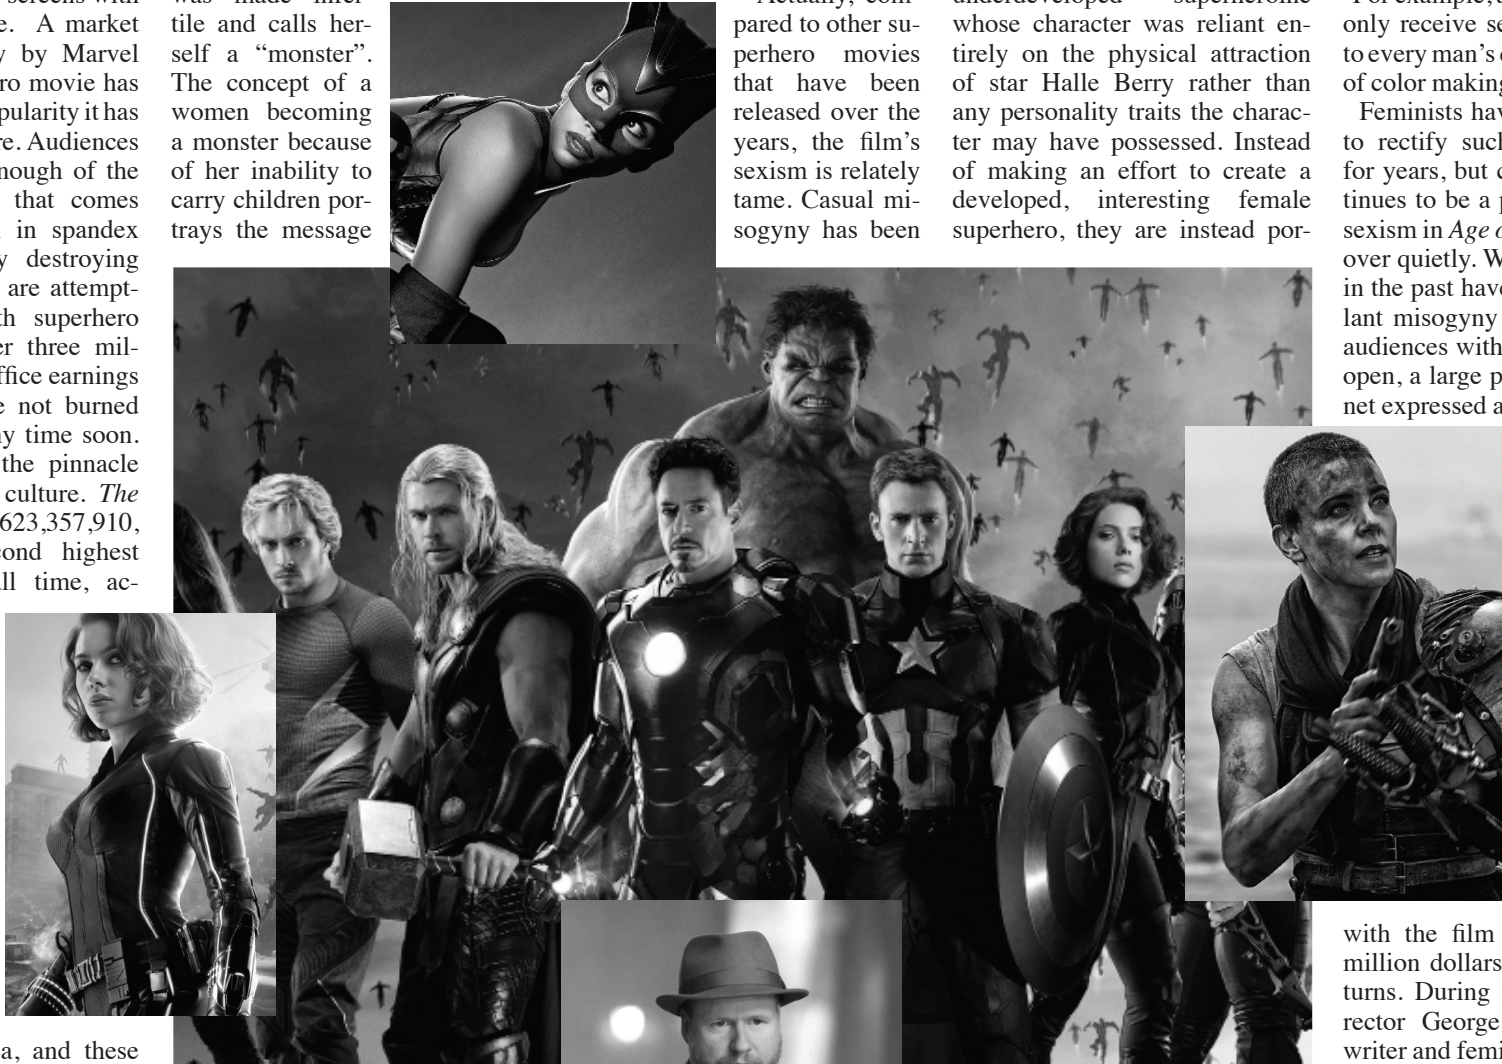 screens with
e. A market
y by Marvel
ro movie has
pularity it has
re. Audiences
nough of the
that comes
in spandex
y destroying
are attempt-
th superhero
er three mil-
ffice earnings
e not burned
ny time soon.
the pinnacle
culture. The
623,357,910,
cond highest
all time, ac-
a, and these
was made infer-
tile and calls her-
self a “monster”.
The concept of a
women becoming
a monster because
of her inability to
carry children por-
trays the message
Actually, com-
pared to other su-
perhero movies
that have been
released over the
years, the film’s
sexism is relately
tame. Casual mi-
sogyny has been
underdeveloped superheroine
whose character was reliant en-
tirely on the physical attraction
of star Halle Berry rather than
any personality traits the charac-
ter may have possessed. Instead
of making an effort to create a
developed, interesting female
superhero, they are instead por-
For example,
only receive se
to every man’s
of color making
Feminists hav
to rectify such
for years, but c
tinues to be a p
sexism in Age o
over quietly. W
in the past have
lant misogyny
audiences with
open, a large p
net expressed a
with the film
million dollars
turns. During
rector George
writer and femi